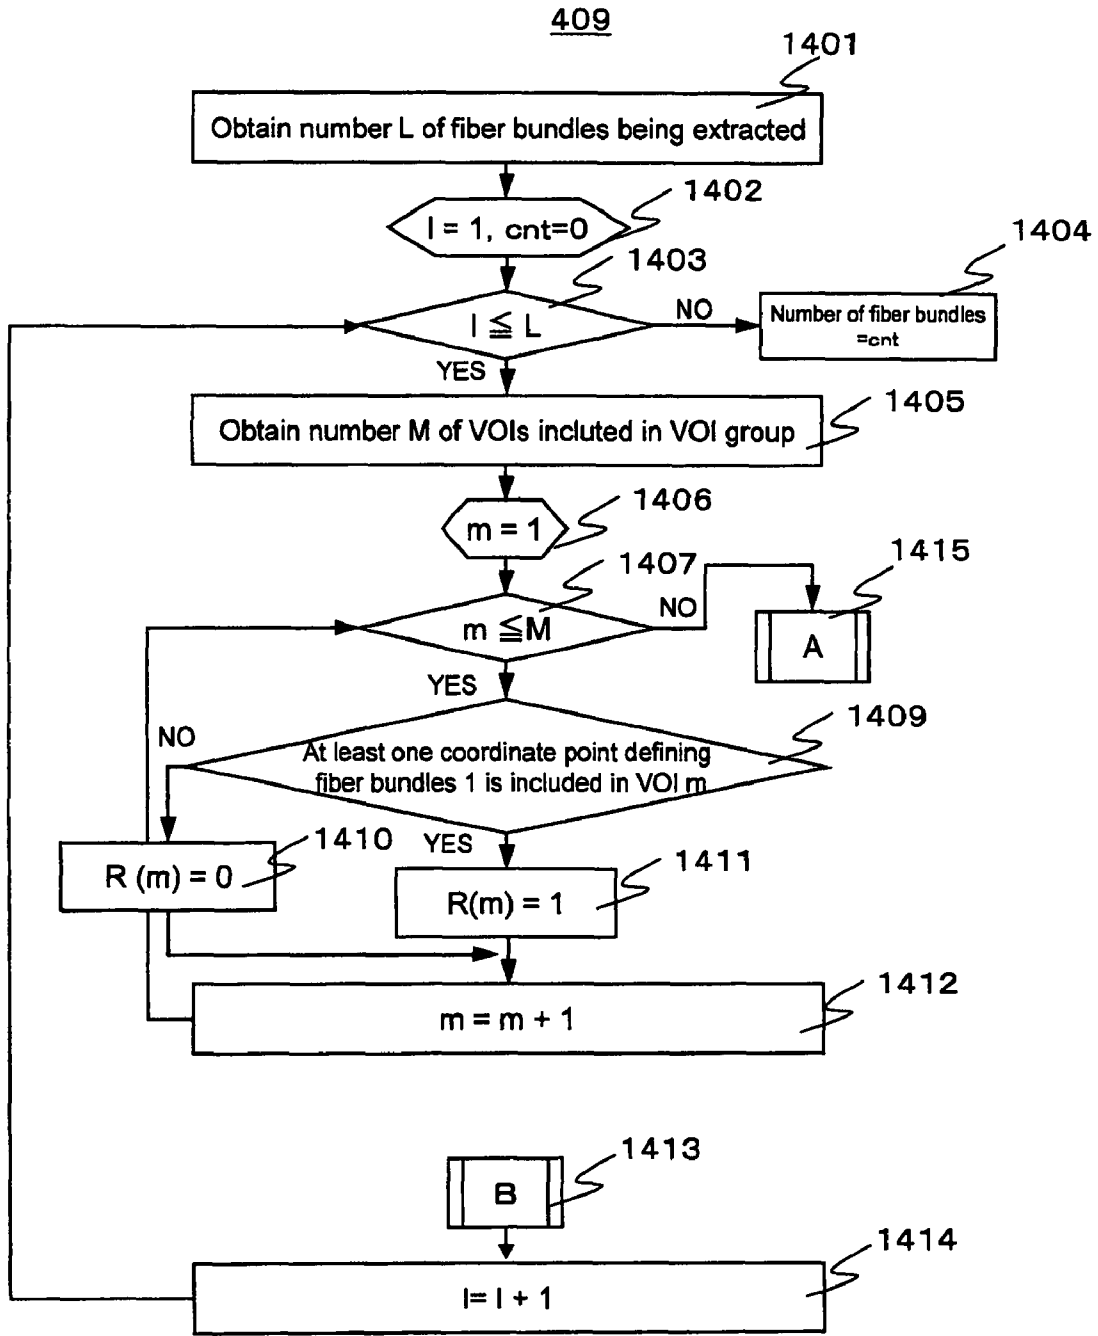 409
1401
Obtain number L of fiber bundles being extracted
1402
l = 1, cnt=0
1403
1404
l ≦ L
NO
Number of fiber bundles
=cnt
YES
1405
Obtain number M of VOIs incluted in VOI group
1406
m = 1
1407
1415
m ≦M
NO
A
YES
1409
NO
At least one coordinate point defining
fiber bundles 1 is included in VOI m
YES
1410
R (m) = 0
1411
R(m) = 1
1412
m = m + 1
1413
B
1414
l= l + 1